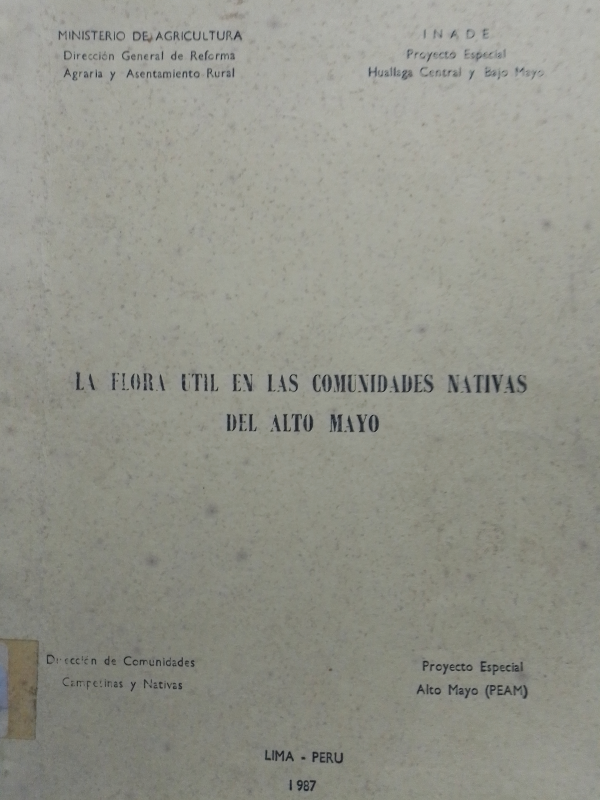 MINISTERIO DE AGRICULTURA
Dirección General de Reforma
Agraria y Asentamiento Rural
INADE
Proyecto Especial
Huallaga Central y Bajo Mayo
LA FLORA UTIL EN LAS COMUNIDADES NATIVAS
DEL ALTO MAYO
Dirección de Comunidades
Campesinas y Nativas
Proyecto Especial
Alto Mayo (PEAM)
LIMA - PERU
1987